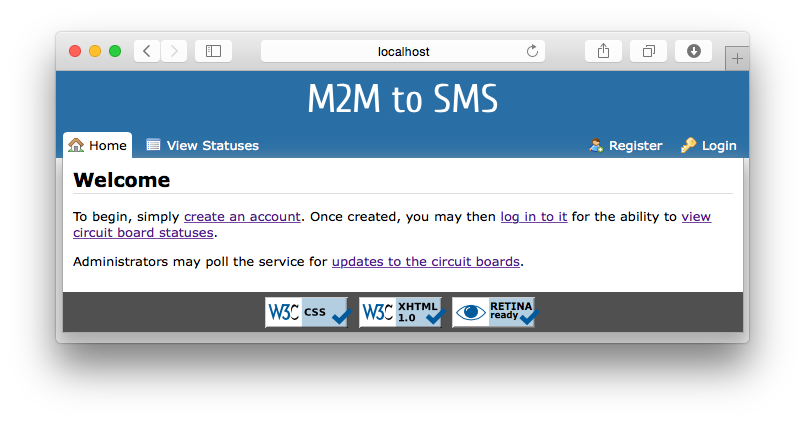 localhost
M2M to SMS
Home
View Statuses
Register
Login
Welcome
To begin, simply create an account. Once created, you may then log in to it for the ability to view
circuit board statuses.
Administrators may poll the service for updates to the circuit boards.
W3C CSS
W3C XHTML
1.0
RETINA
ready